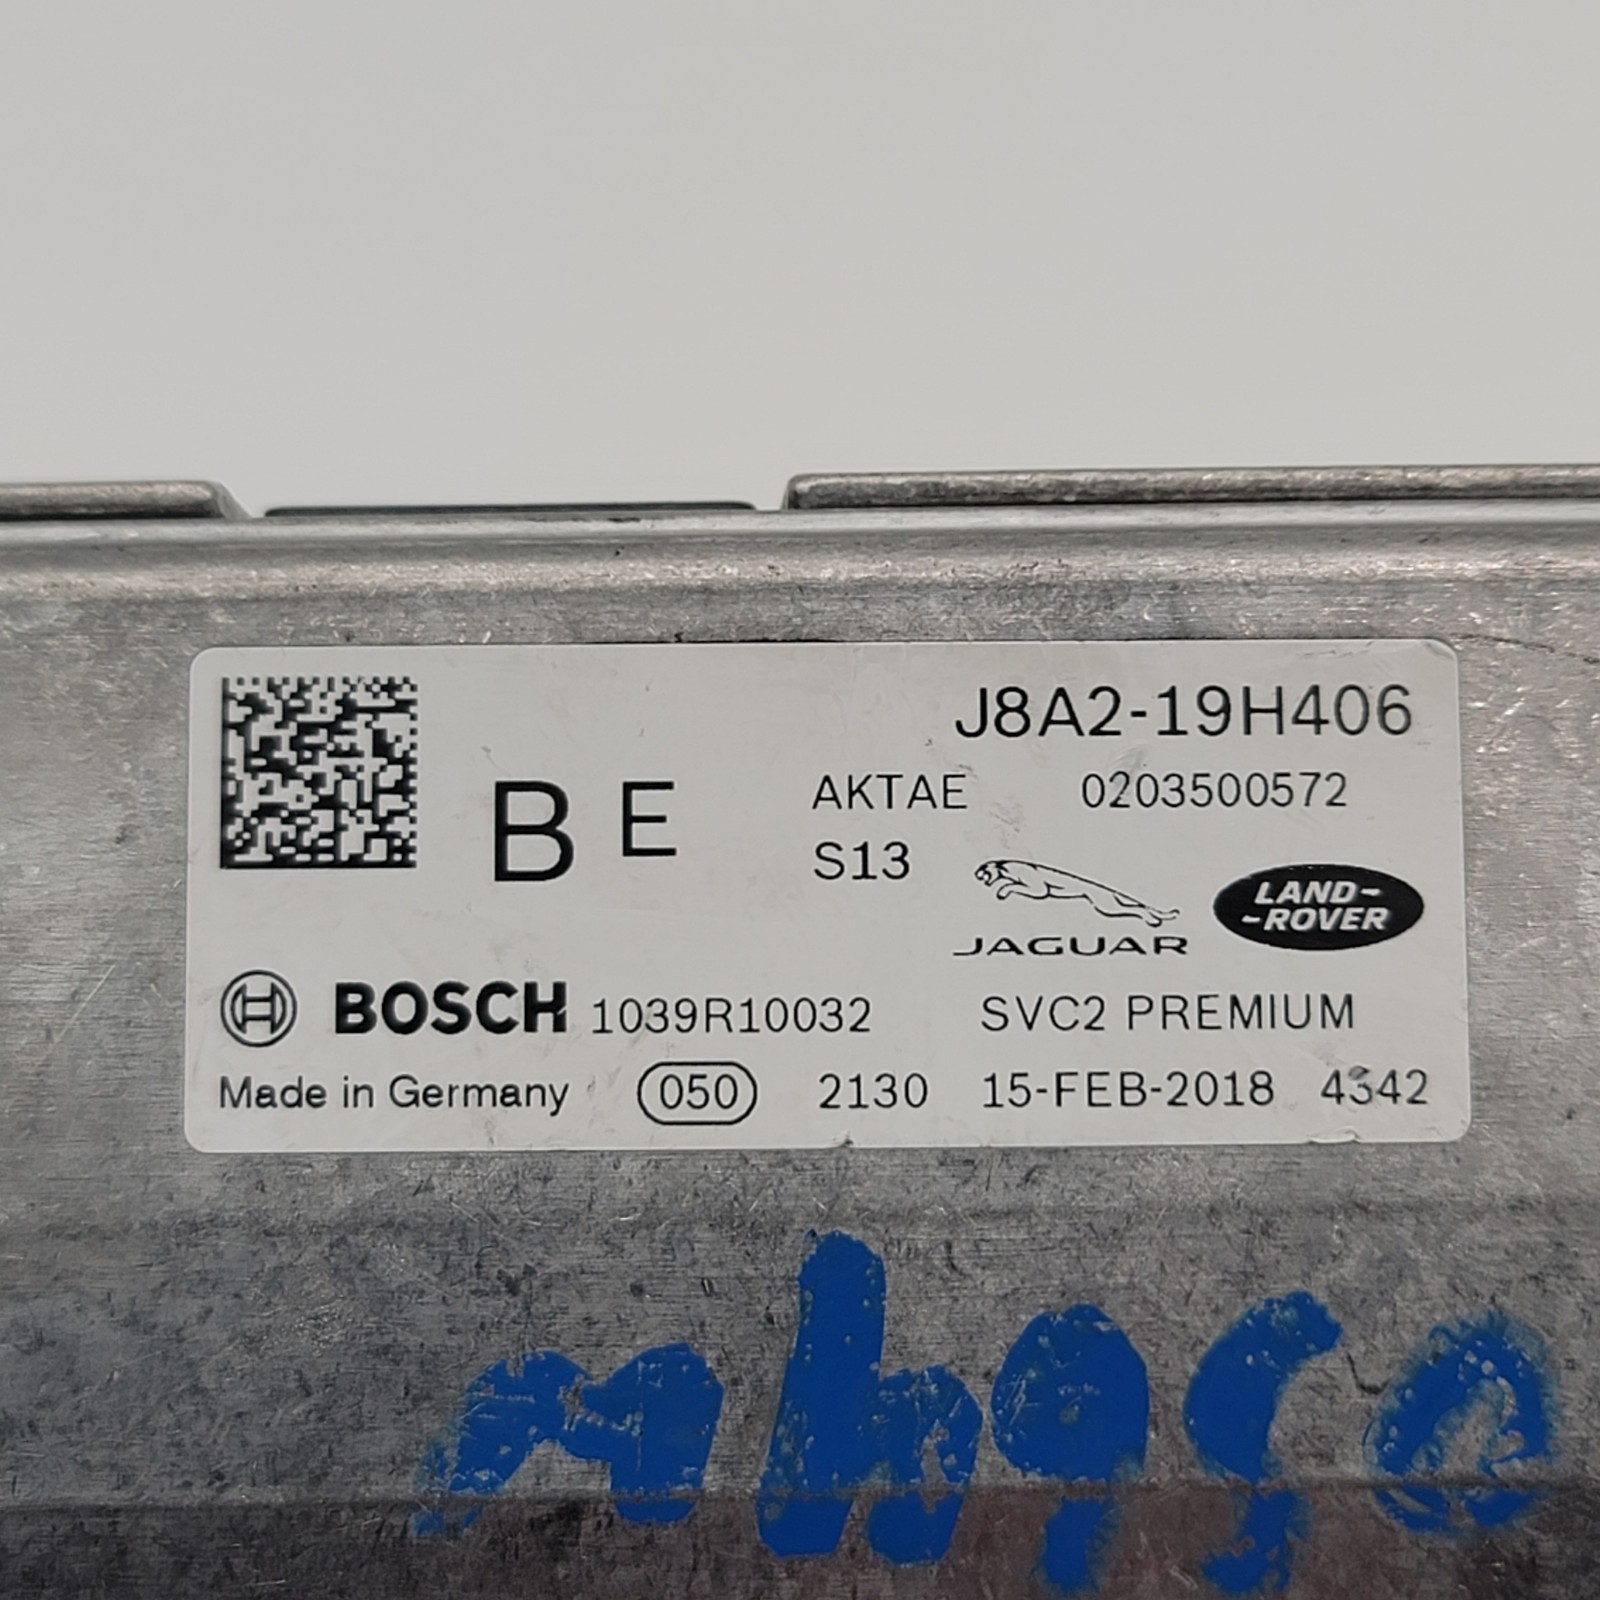 J8A2-19H406
B E AKTAE 0203500572
S13
LAND-
-ROVER
JAGUAR
BOSCH 1039R10032 SVC2 PREMIUM
Made in Germany 050 2130 15-FEB-2018 4342